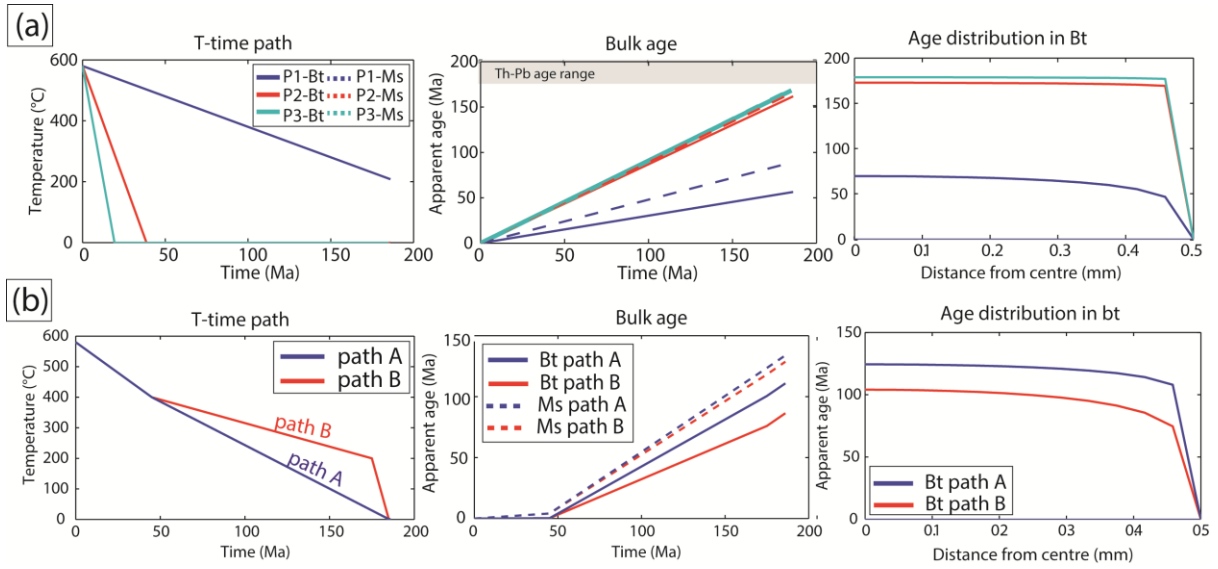 (a)
T-time path
Temperature (°C)
600
400
200
0
P1-Bt P1-Ms
P2-Bt P2-Ms
P3-Bt P3-Ms
0 50 100 150 200
Time (Ma)
Bulk age
Apparent age (Ma)
200
150
100
50
0
Th-Pb age range
0 50 100 150 200
Time (Ma)
Age distribution in Bt
200
150
100
50
0
0 0.1 0.2 0.3 0.4 0.5
Distance from centre (mm)
(b)
T-time path
Temperature (°C)
600
500
400
300
200
100
0
path A
path B
path B
path A
0 50 100 150 200
Time (Ma)
Bulk age
Apparent age (Ma)
150
100
50
0
Bt path A
Bt path B
Ms path A
Ms path B
0 50 100 150 200
Time (Ma)
Age distribution in bt
Apparent age (Ma)
150
100
50
0
Bt path A
Bt path B
0 0.1 0.2 0.3 0.4 0.5
Distance from centre (mm)